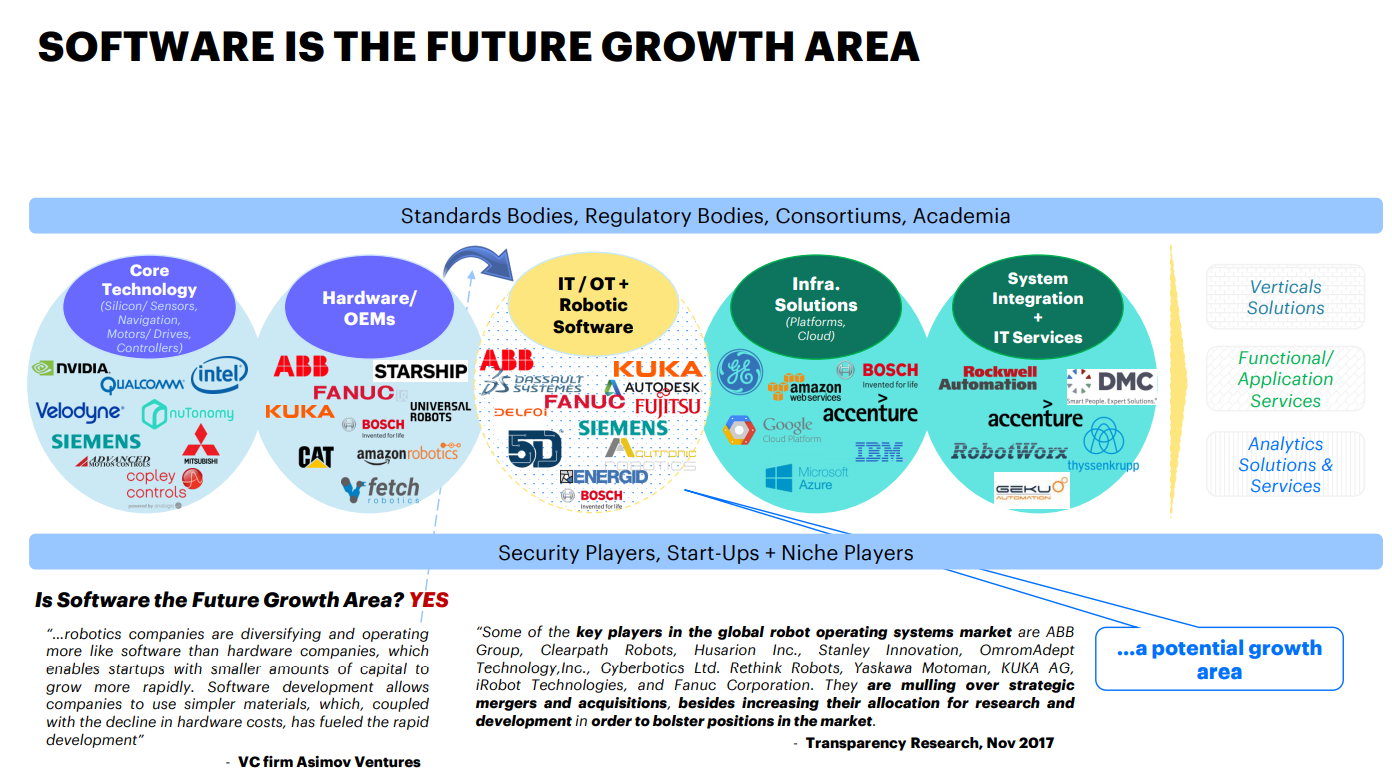 SOFTWARE IS THE FUTURE GROWTH AREA
Standards Bodies, Regulatory Bodies, Consortiums, Academia
Core
Technology
(Silicon/ Sensors,
Navigation,
Motors/ Drives,
Controllers)
NVIDIA.
intel
QUALCOMM
Velodyne
nuTonomy
SIEMENS
ADVANCED
MOTION CONTROLS
MITSUBISHI
copley
controls
powered by analogic
Hardware/
OEMs
ABB
STARSHIP
FANUC
KUKA
UNIVERSAL
ROBOTS
BOSCH
Invented for life
CAT
amazonrobotics
fetch
robotics
IT / OT +
Robotic
Software
ABB
KUKA
DASSAULT
SYSTEMES
AUTODESK
FANUC
DELFOI
FUJITSU
SIEMENS
5D
ACUTRONIC
ROBOTICS
ENERGID
BOSCH
Invented for life
Infra.
Solutions
(Platforms,
Cloud)
GE
BOSCH
Invented for life
amazon
web services
accenture
Google
Cloud Platform
IBM
Microsoft
Azure
System
Integration
+
IT Services
Rockwell
Automation
DMC
Smart People. Expert Solutions.
accenture
RobotWorx
thyssenkrupp
GEKU
AUTOMATION
Verticals
Solutions
Functional/
Application
Services
Analytics
Solutions &
Services
Security Players, Start-Ups + Niche Players
Is Software the Future Growth Area? YES
“...robotics companies are diversifying and operating
more like software than hardware companies, which
enables startups with smaller amounts of capital to
grow more rapidly. Software development allows
companies to use simpler materials, which, coupled
with the decline in hardware costs, has fueled the rapid
development”
- VC firm Asimov Ventures
“Some of the key players in the global robot operating systems market are ABB
Group, Clearpath Robots, Husarion Inc., Stanley Innovation, OmromAdept
Technology,Inc., Cyberbotics Ltd. Rethink Robots, Yaskawa Motoman, KUKA AG,
iRobot Technologies, and Fanuc Corporation. They are mulling over strategic
mergers and acquisitions, besides increasing their allocation for research and
development in order to bolster positions in the market.
- Transparency Research, Nov 2017
...a potential growth
area